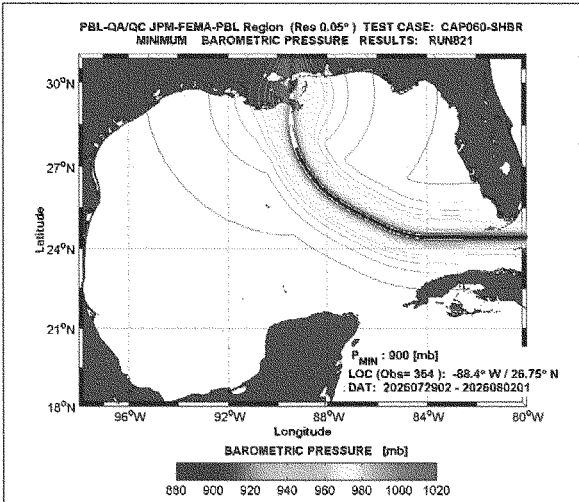 PBL-QA/QC JPM-FEMA-PBL Region (Res 0.05° ) TEST CASE: CAP060-SHBR
MINIMUM BAROMETRIC PRESSURE RESULTS: RUN821
30°N
27°N
24°N
21°N
18°N
Latitude
P MIN : 900 [mb]
LOC (Obs= 354 ): -88.4° W / 26.75° N
DAT: 2026072902 - 2026080201
96°W 92°W 88°W 84°W 80°W
Longitude
BAROMETRIC PRESSURE [mb]
880 900 920 940 960 980 1000 1020